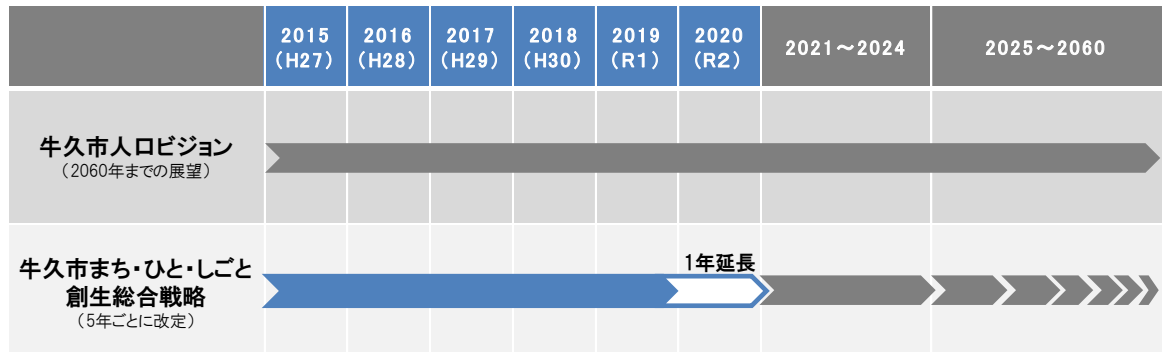 2015 2016 2017 2018 2019 2020
(H27) (H28) (H29) (H30) (R1) (R2) 2021～2024 2025～2060
牛久市人口ビジョン
（2060年までの展望）
1年延長
牛久市まち・ひと・しごと
創生総合戦略
（5年ごとに改定）